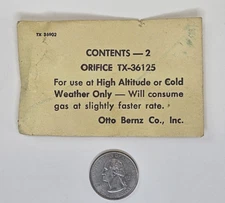 TX 36902
CONTENTS — 2
ORIFICE TX-36125
For use at High Altitude or Cold
Weather Only — Will consume
gas at slightly faster rate.
Otto Bernz Co., Inc.